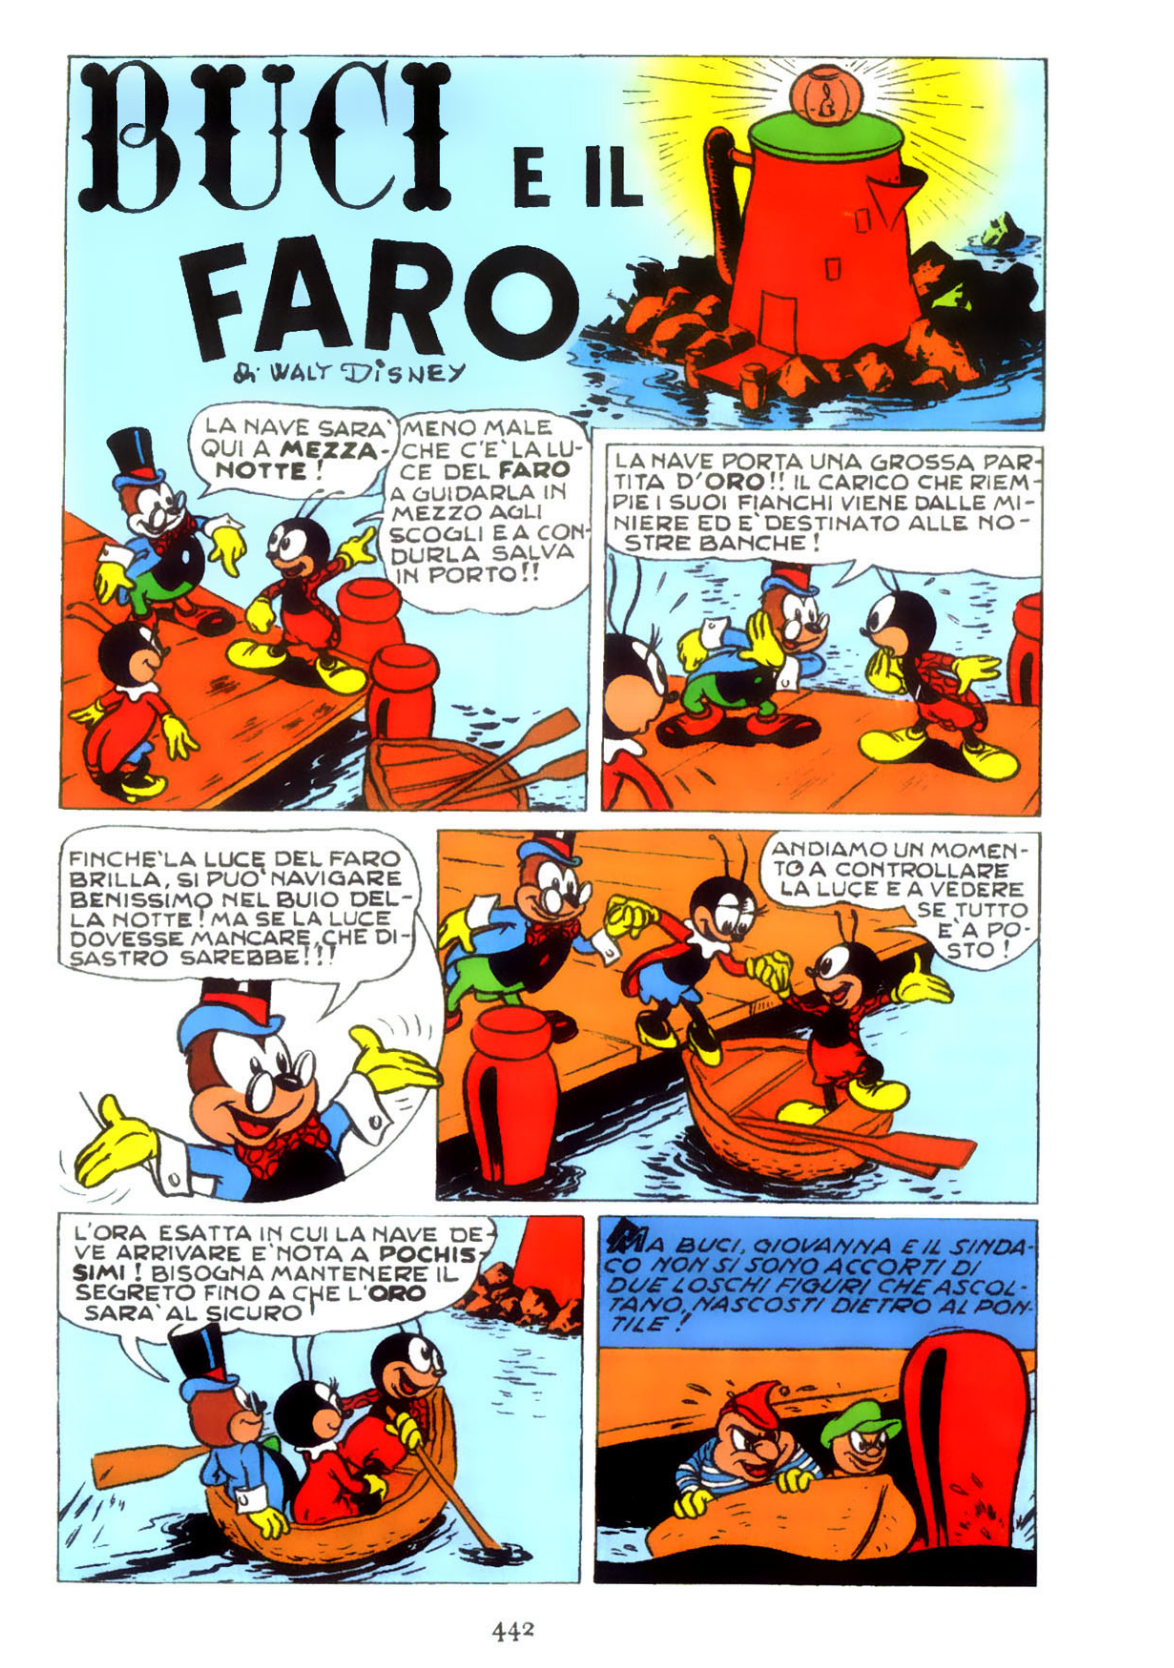 BUCI
E IL
FARO
di WALT DISNEY
LA NAVE SARA'
QUI A MEZZA-
NOTTE!
MENO MALE
CHE C'E' LA LU-
CE DEL FARO
A GUIDARLA IN
MEZZO AGLI
SCOGLI E A CON-
DURLA SALVA
IN PORTO!!
LA NAVE PORTA UNA GROSSA PAR-
TITA D'ORO!! IL CARICO CHE RIEM-
PIE I SUOI FIANCHI VIENE DALLE MI-
NIERE ED E' DESTINATO ALLE NO-
STRE BANCHE!
FINCHE' LA LUCE DEL FARO
BRILLA, SI PUO' NAVIGARE
BENISSIMO NEL BUIO DEL-
LA NOTTE! MA SE LA LUCE
DOVESSE MANCARE, CHE DI-
SASTRO SAREBBE!!!
ANDIAMO UN MOMEN-
TO A CONTROLLARE
LA LUCE E A VEDERE
SE TUTTO
E' A PO-
STO!
L'ORA ESATTA IN CUI LA NAVE DE-
VE ARRIVARE E' NOTA A POCHIS-
SIMI! BISOGNA MANTENERE IL
SEGRETO FINO A CHE L'ORO
SARA' AL SICURO!
MA BUCI, GIOVANNA E IL SINDA-
CO NON SI SONO ACCORTI DI
DUE LOSCHI FIGURI CHE ASCOL-
TANO, NASCOSTI DIETRO AL PON-
TILE!
442